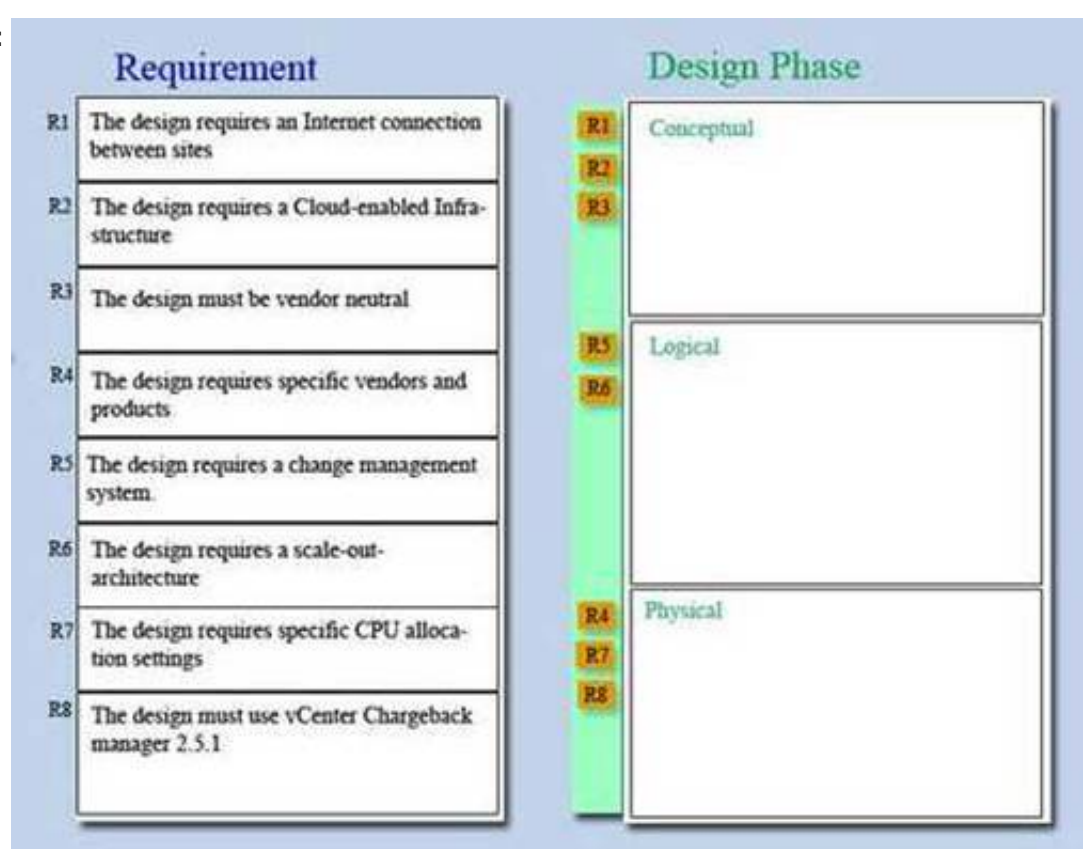 :
Requirement
R1
The design requires an Internet connection
between sites
R2
The design requires a Cloud-enabled Infra-
structure
R3
The design must be vendor neutral
R4
The design requires specific vendors and
products
R5
The design requires a change management
system.
R6
The design requires a scale-out-
architecture
R7
The design requires specific CPU alloca-
tion settings
R8
The design must use vCenter Chargeback
manager 2.5.1
Design Phase
R1
Conceptual
R2
R3
R5
Logical
R6
R4
Physical
R7
R8